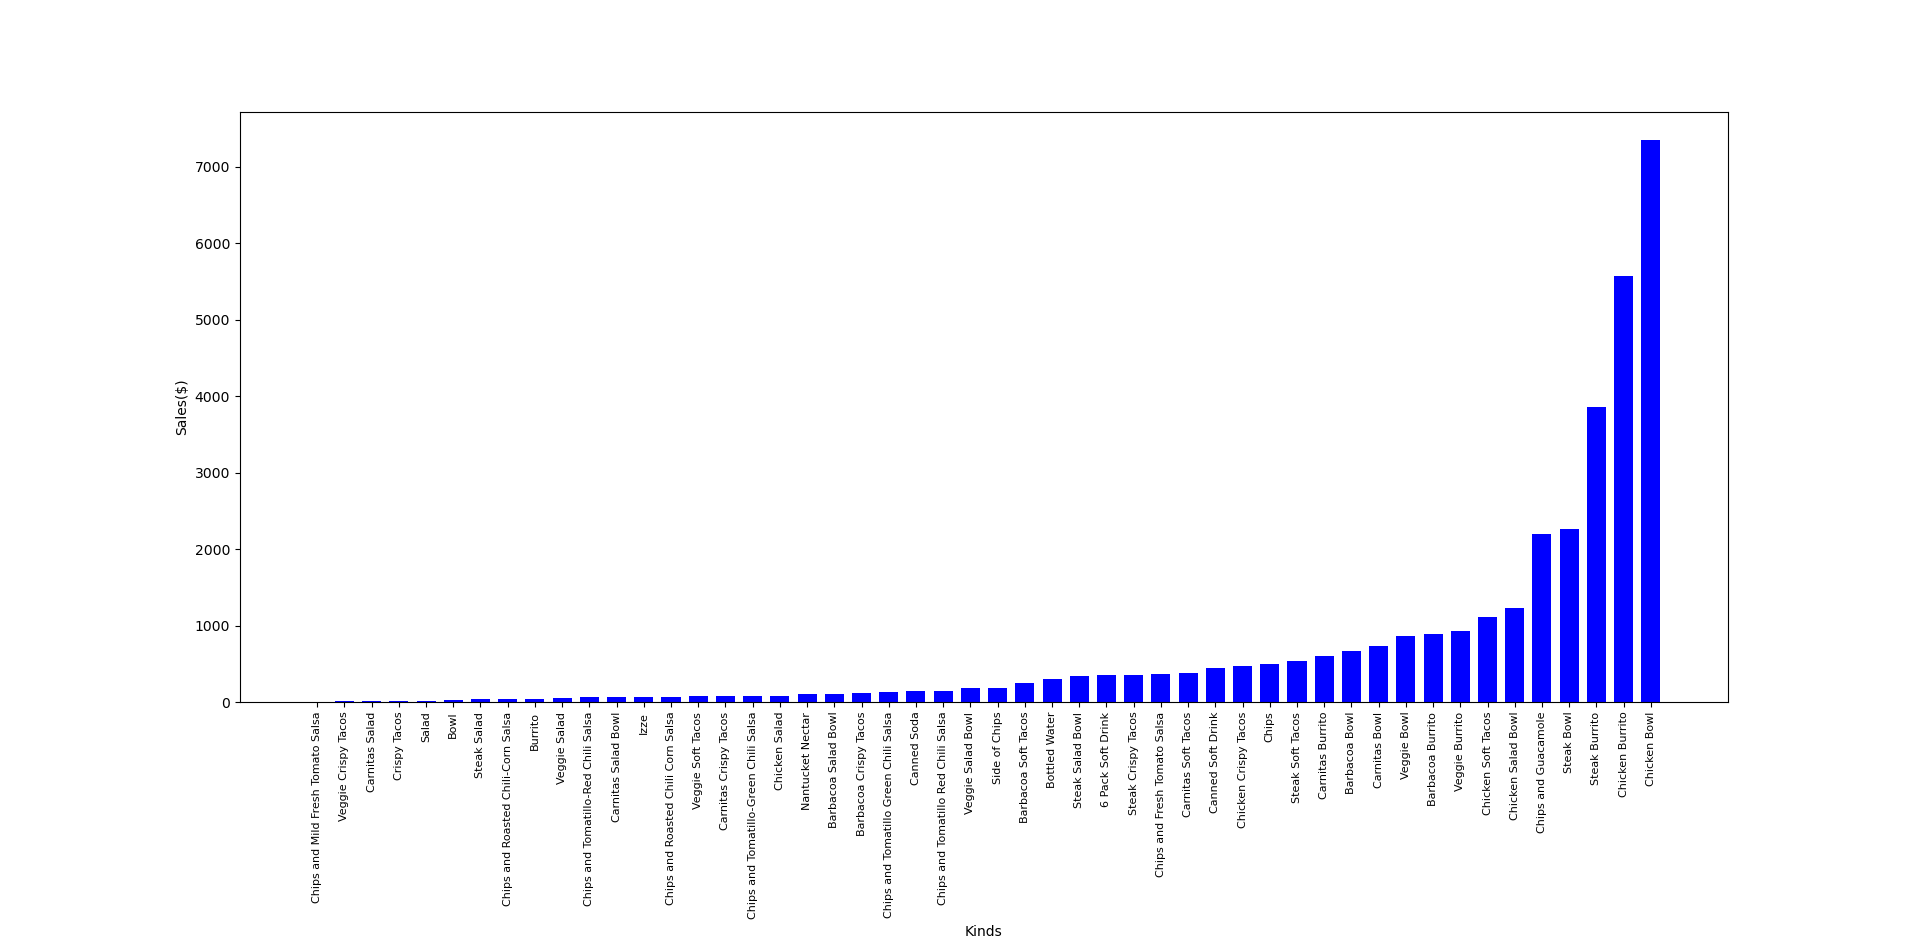 7000
6000
5000
4000
3000
2000
1000
0
Sales($)
Chips and Mild Fresh Tomato Salsa
Veggie Crispy Tacos
Carnitas Salad
Crispy Tacos
Salad
Bowl
Steak Salad
Chips and Roasted Chili-Corn Salsa
Burrito
Veggie Salad
Chips and Tomatillo-Red Chili Salsa
Carnitas Salad Bowl
Izze
Chips and Roasted Chili Corn Salsa
Veggie Soft Tacos
Carnitas Crispy Tacos
Chips and Tomatillo-Green Chili Salsa
Chicken Salad
Nantucket Nectar
Barbacoa Salad Bowl
Barbacoa Crispy Tacos
Chips and Tomatillo Green Chili Salsa
Canned Soda
Chips and Tomatillo Red Chili Salsa
Veggie Salad Bowl
Side of Chips
Barbacoa Soft Tacos
Bottled Water
Steak Salad Bowl
6 Pack Soft Drink
Steak Crispy Tacos
Chips and Fresh Tomato Salsa
Carnitas Soft Tacos
Canned Soft Drink
Chicken Crispy Tacos
Chips
Steak Soft Tacos
Carnitas Burrito
Barbacoa Bowl
Carnitas Bowl
Veggie Bowl
Barbacoa Burrito
Veggie Burrito
Chicken Soft Tacos
Chicken Salad Bowl
Chips and Guacamole
Steak Bowl
Steak Burrito
Chicken Burrito
Chicken Bowl
Kinds